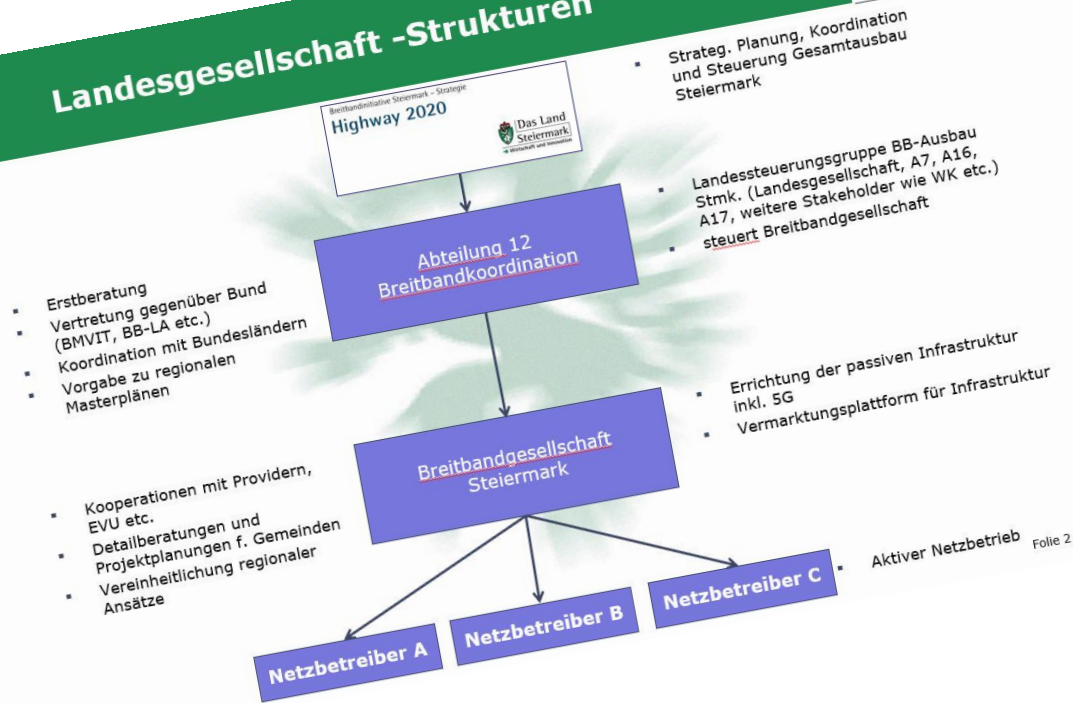 Landesgesellschaft -Strukturen
Breitbandinitiative Steiermark – Strategie
Highway 2020
Das Land
Steiermark
Wirtschaft und Innovation
Strateg. Planung, Koordination
und Steuerung Gesamtausbau
Steiermark
Abteilung 12
Breitbandkoordination
Landessteuerungsgruppe BB-Ausbau
Stmk. (Landesgesellschaft, A7, A16,
A17, weitere Stakeholder wie WK etc.)
steuert Breitbandgesellschaft
Erstberatung
Vertretung gegenüber Bund
(BMVIT, BB-LA etc.)
Koordination mit Bundesländern
Vorgabe zu regionalen
Masterplänen
Breitbandgesellschaft
Steiermark
Errichtung der passiven Infrastruktur
inkl. 5G
Vermarktungsplattform für Infrastruktur
Kooperationen mit Providern,
EVU etc.
Detailberatungen und
Projektplanungen f. Gemeinden
Vereinheitlichung regionaler
Ansätze
Netzbetreiber A
Netzbetreiber B
Netzbetreiber C
Aktiver Netzbetrieb
Folie 2